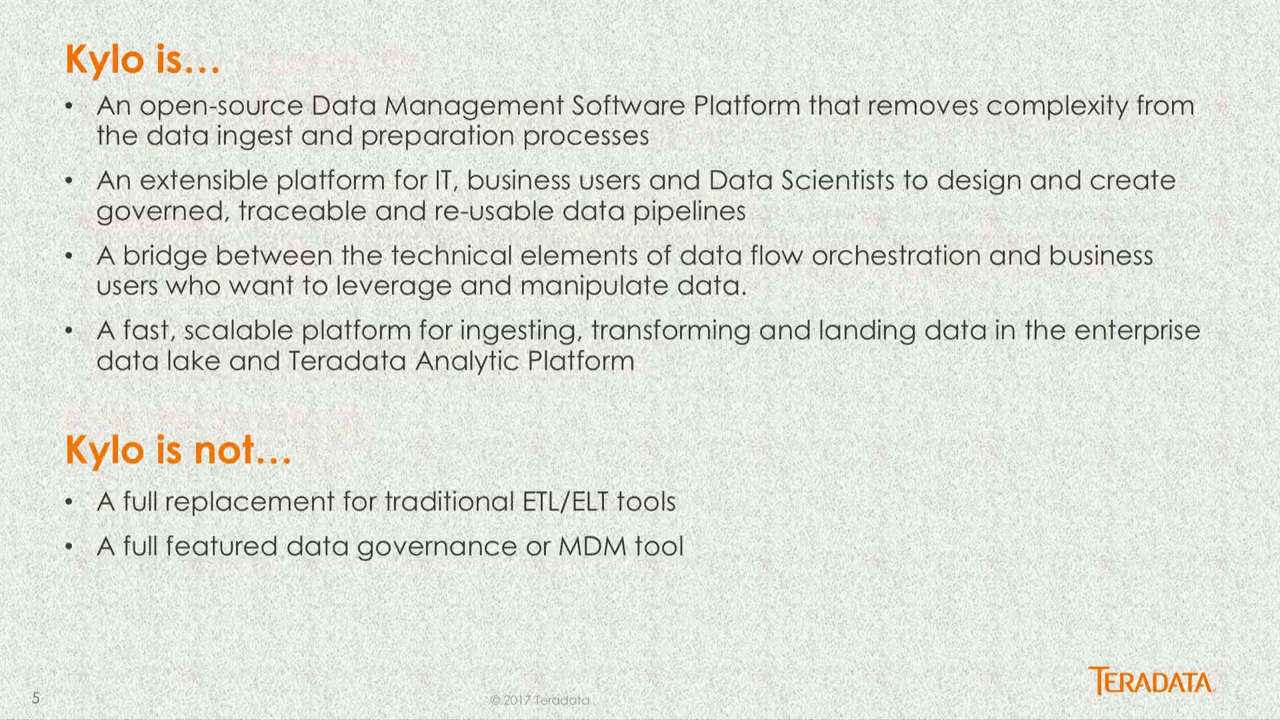 Kylo is…
• An open-source Data Management Software Platform that removes complexity from
the data ingest and preparation processes
• An extensible platform for IT, business users and Data Scientists to design and create
governed, traceable and re-usable data pipelines
• A bridge between the technical elements of data flow orchestration and business
users who want to leverage and manipulate data.
• A fast, scalable platform for ingesting, transforming and landing data in the enterprise
data lake and Teradata Analytic Platform
Kylo is not…
• A full replacement for traditional ETL/ELT tools
• A full featured data governance or MDM tool
5
© 2017 Teradata
TERADATA